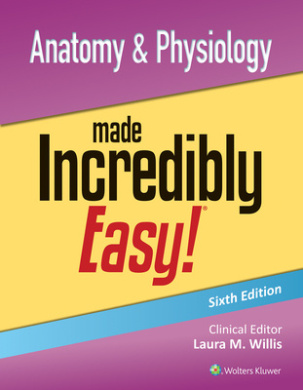 Anatomy & Physiology
made
Incredibly
Easy!®
Sixth Edition
Clinical Editor
Laura M. Willis
Wolters Kluwer